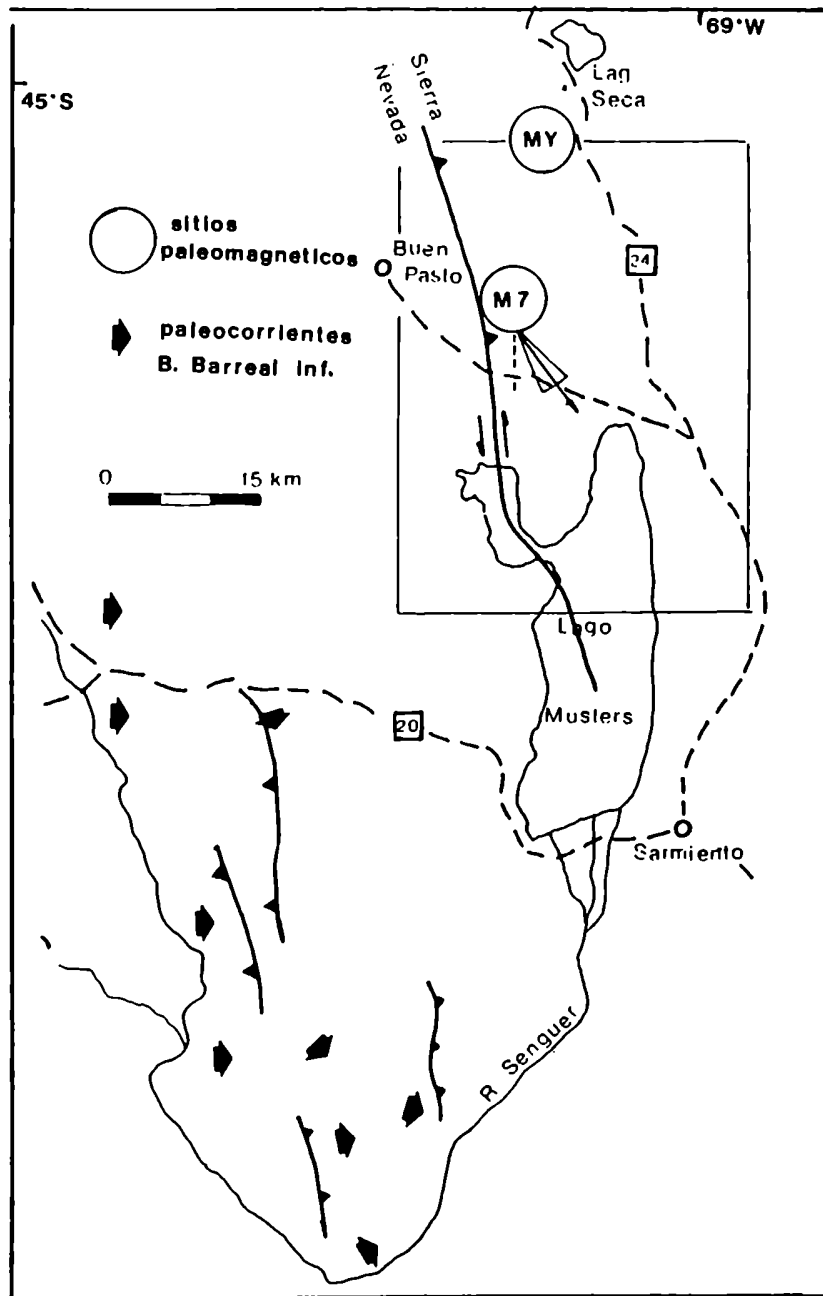 69°W
45°S
Sierra
Nevada
Lag
Seca
MY
sitios
paleomagneticos
Buen
Pasto
24
M7
paleocorrientes
B. Barreal Inf.
0 15 km
Lago
Musters
20
Sarmiento
R Senguer